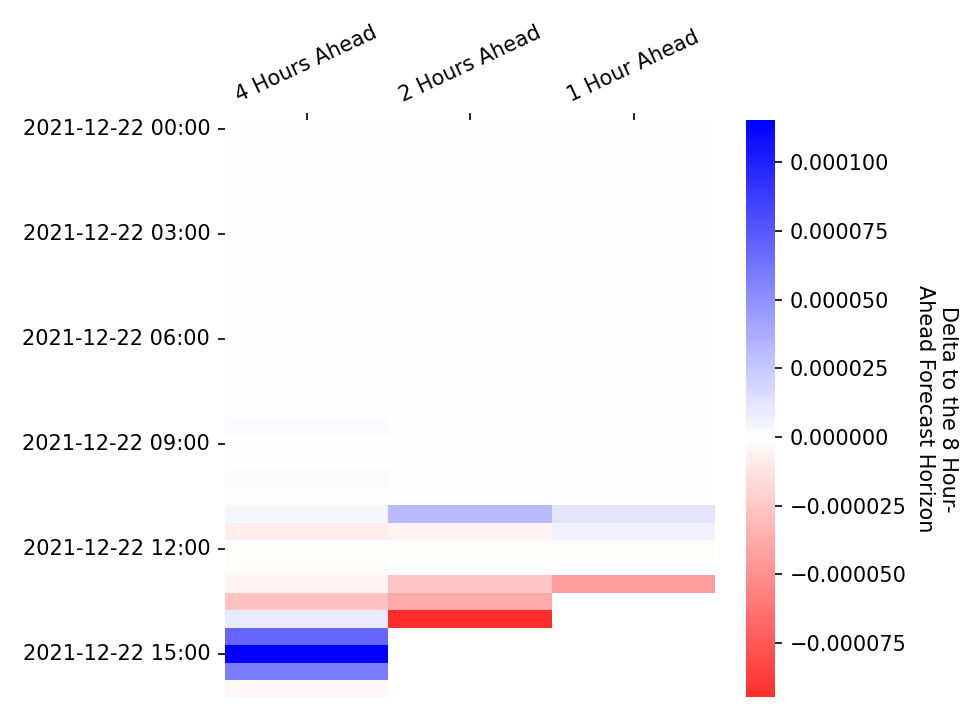 4 Hours Ahead
2 Hours Ahead
1 Hour Ahead
2021-12-22 00:00
2021-12-22 03:00
2021-12-22 06:00
2021-12-22 09:00
2021-12-22 12:00
2021-12-22 15:00
0.000100
0.000075
0.000050
0.000025
0.000000
−0.000025
−0.000050
−0.000075
Delta to the 8 Hour-
Ahead Forecast Horizon